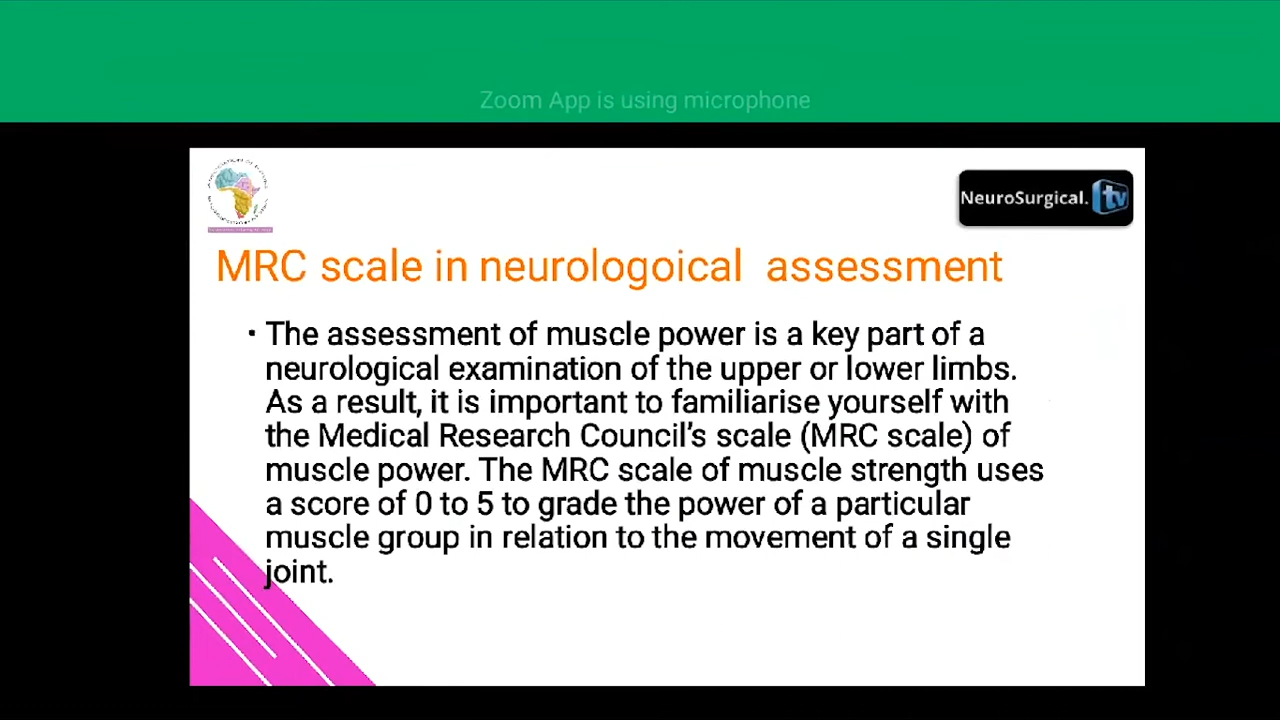 Zoom App is using microphone
NeuroSurgical. tv
MRC scale in neurologoical assessment
• The assessment of muscle power is a key part of a
neurological examination of the upper or lower limbs.
As a result, it is important to familiarise yourself with
the Medical Research Council's scale (MRC scale) of
muscle power. The MRC scale of muscle strength uses
a score of 0 to 5 to grade the power of a particular
muscle group in relation to the movement of a single
joint.